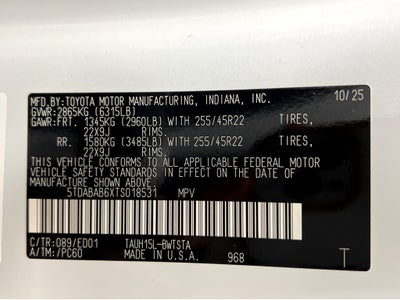 MFD.BY:TOYOTA MOTOR MANUFACTURING, INDIANA, INC. 10/25
GVWR:2865KG (6315LB)
GAWR:FRT. 1345KG (2960LB) WITH 255/45R22 TIRES,
22X9J RIMS.
RR. 1580KG (3485LB) WITH 255/45R22 TIRES,
22X9J RIMS.
THIS VEHICLE CONFORMS TO ALL APPLICABLE FEDERAL MOTOR
VEHICLE SAFETY STANDARDS IN EFFECT ON THE DATE OF
MANUFACTURE SHOWN ABOVE.
5TDABAB6XTS018531 MPV
C/TR:089/ED01 TAUH15L-BWTSTA
A/TM:/PC60 MADE IN U.S.A. 968 T